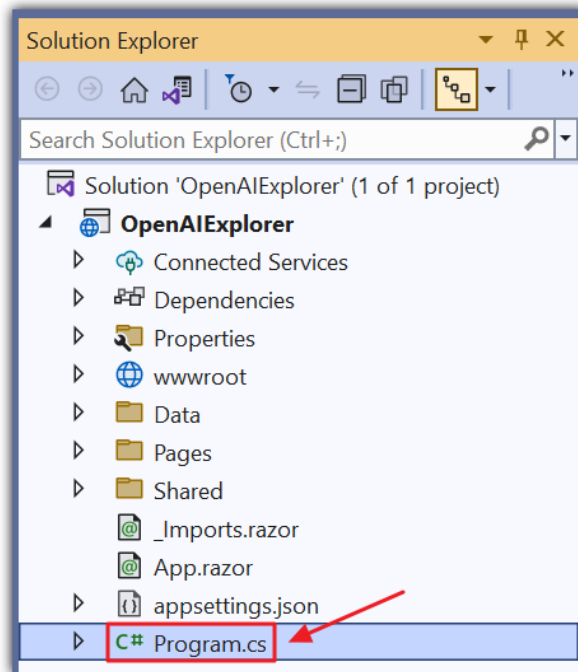 Solution Explorer
Search Solution Explorer (Ctrl+;)
Solution 'OpenAIExplorer' (1 of 1 project)
OpenAIExplorer
Connected Services
Dependencies
Properties
wwwroot
Data
Pages
Shared
_Imports.razor
App.razor
appsettings.json
C# Program.cs